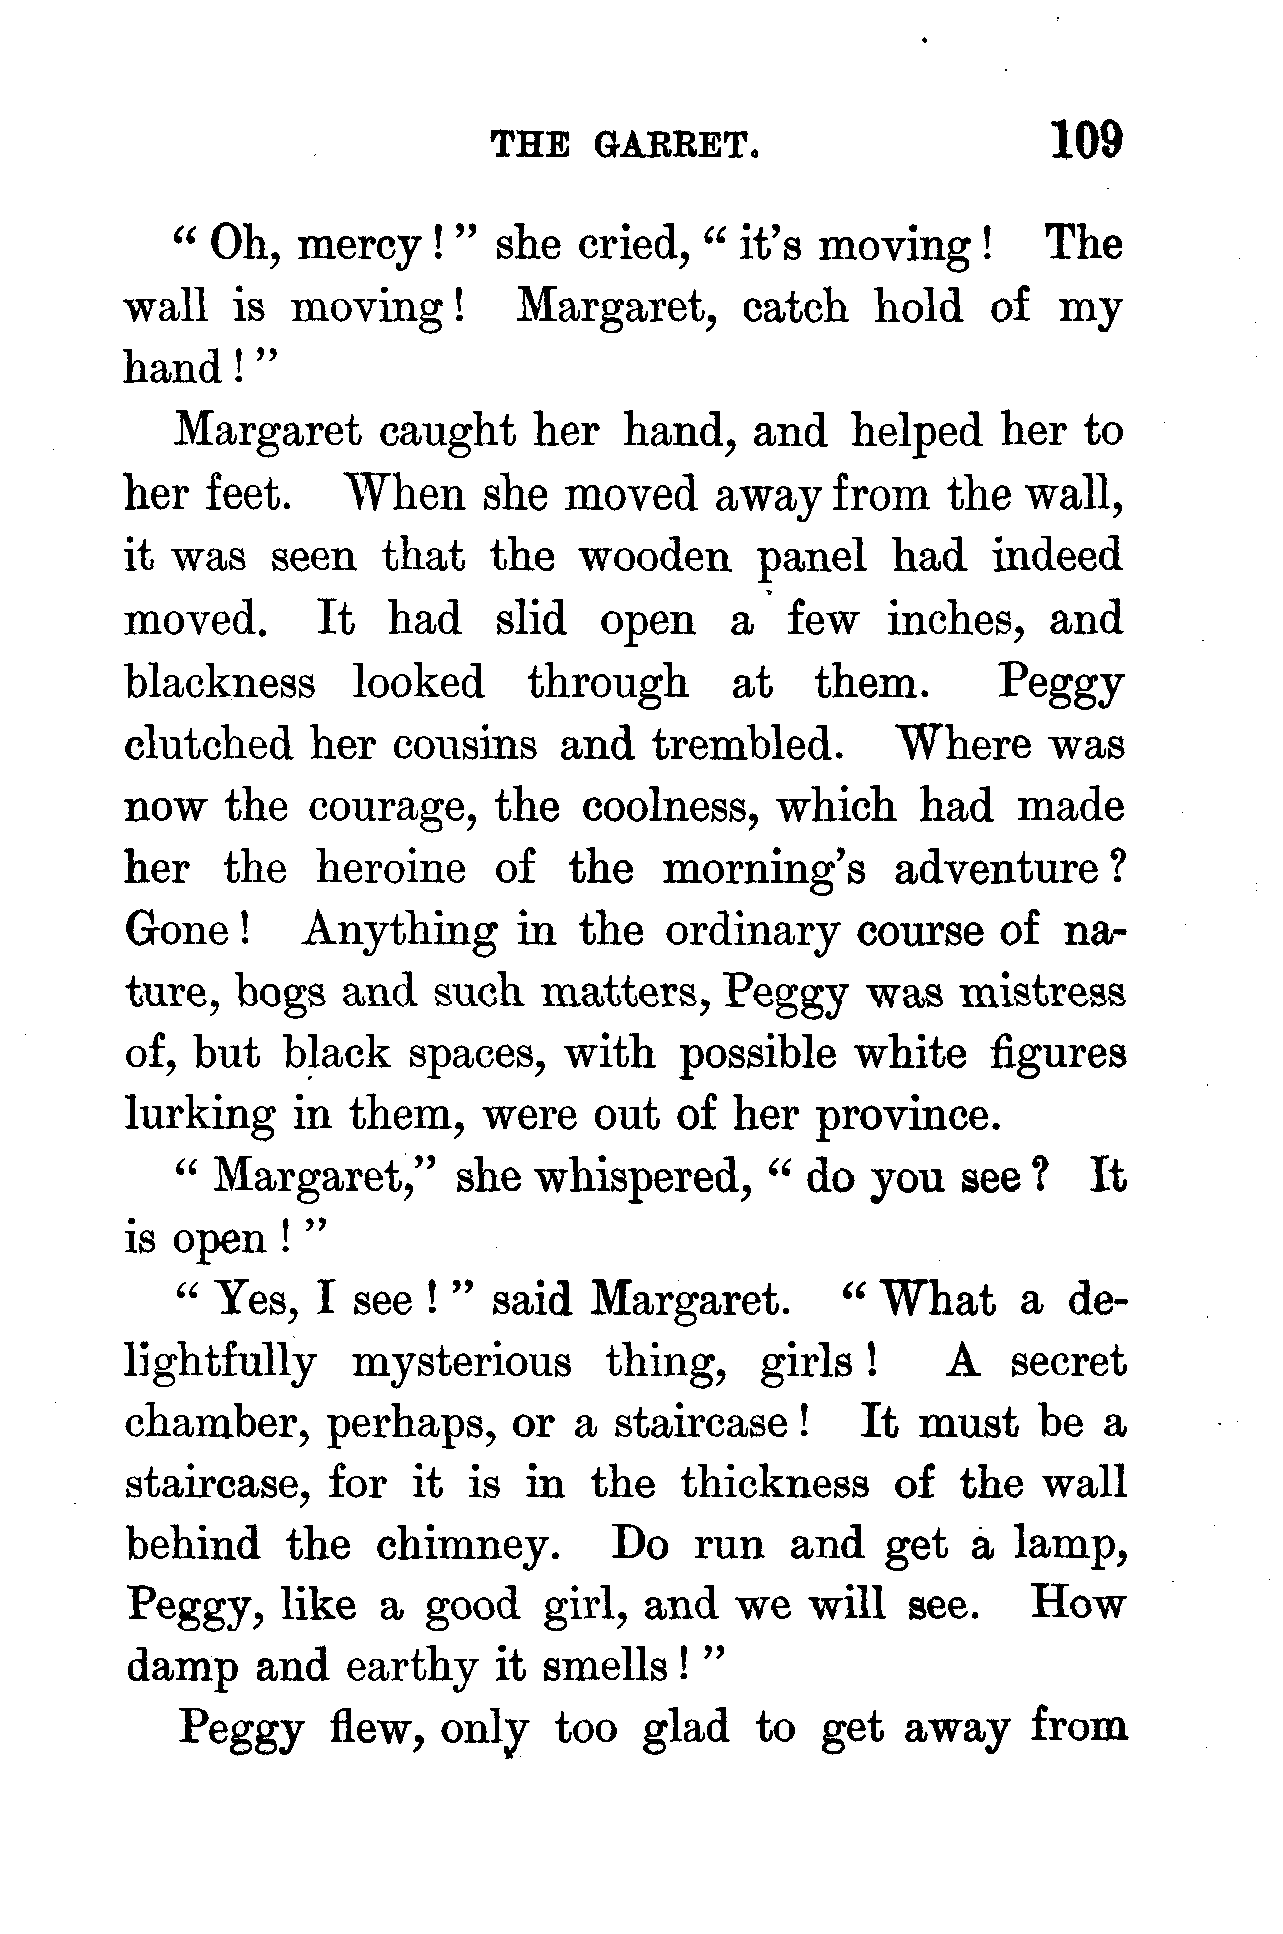 THE GARRET. 109
“ Oh, mercy ! ” she cried, “ it’s moving ! The
wall is moving ! Margaret, catch hold of my
hand ! ”
Margaret caught her hand, and helped her to
her feet. When she moved away from the wall,
it was seen that the wooden panel had indeed
moved. It had slid open a few inches, and
blackness looked through at them. Peggy
clutched her cousins and trembled. Where was
now the courage, the coolness, which had made
her the heroine of the morning’s adventure ?
Gone ! Anything in the ordinary course of na-
ture, bogs and such matters, Peggy was mistress
of, but black spaces, with possible white figures
lurking in them, were out of her province.
“ Margaret,” she whispered, “ do you see ? It
is open ! ”
“ Yes, I see ! ” said Margaret. “ What a de-
lightfully mysterious thing, girls ! A secret
chamber, perhaps, or a staircase ! It must be a
staircase, for it is in the thickness of the wall
behind the chimney. Do run and get a lamp,
Peggy, like a good girl, and we will see. How
damp and earthy it smells ! ”
Peggy flew, only too glad to get away from